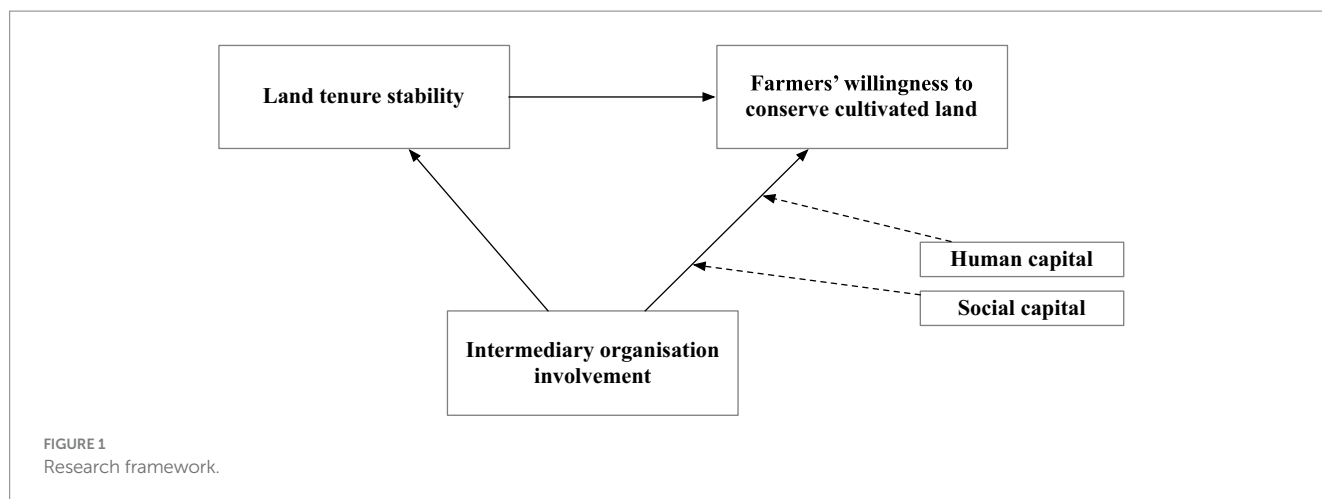 Land tenure stability
Farmers’ willingness to
conserve cultivated land
Human capital
Social capital
Intermediary organisation
involvement
FIGURE 1
Research framework.